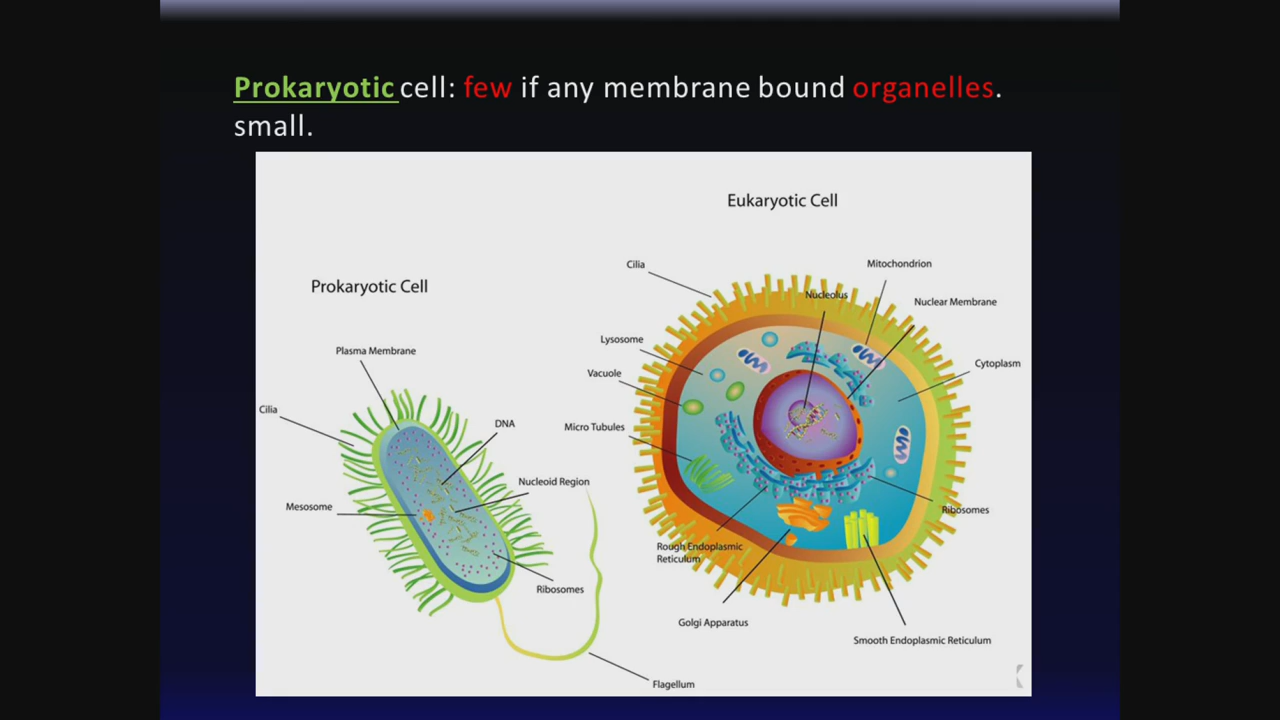 Prokaryotic cell: few if any membrane bound organelles.
small.
Eukaryotic Cell
Cilia
Mitochondrion
Nucleolus
Nuclear Membrane
Prokaryotic Cell
Lysosome
Plasma Membrane
Cytoplasm
Vacuole
Cilia
DNA
Micro Tubules
Nucleoid Region
Mesosome
Ribosomes
Rough Endoplasmic
Reticulum
Ribosomes
Golgi Apparatus
Smooth Endoplasmic Reticulum
Flagellum